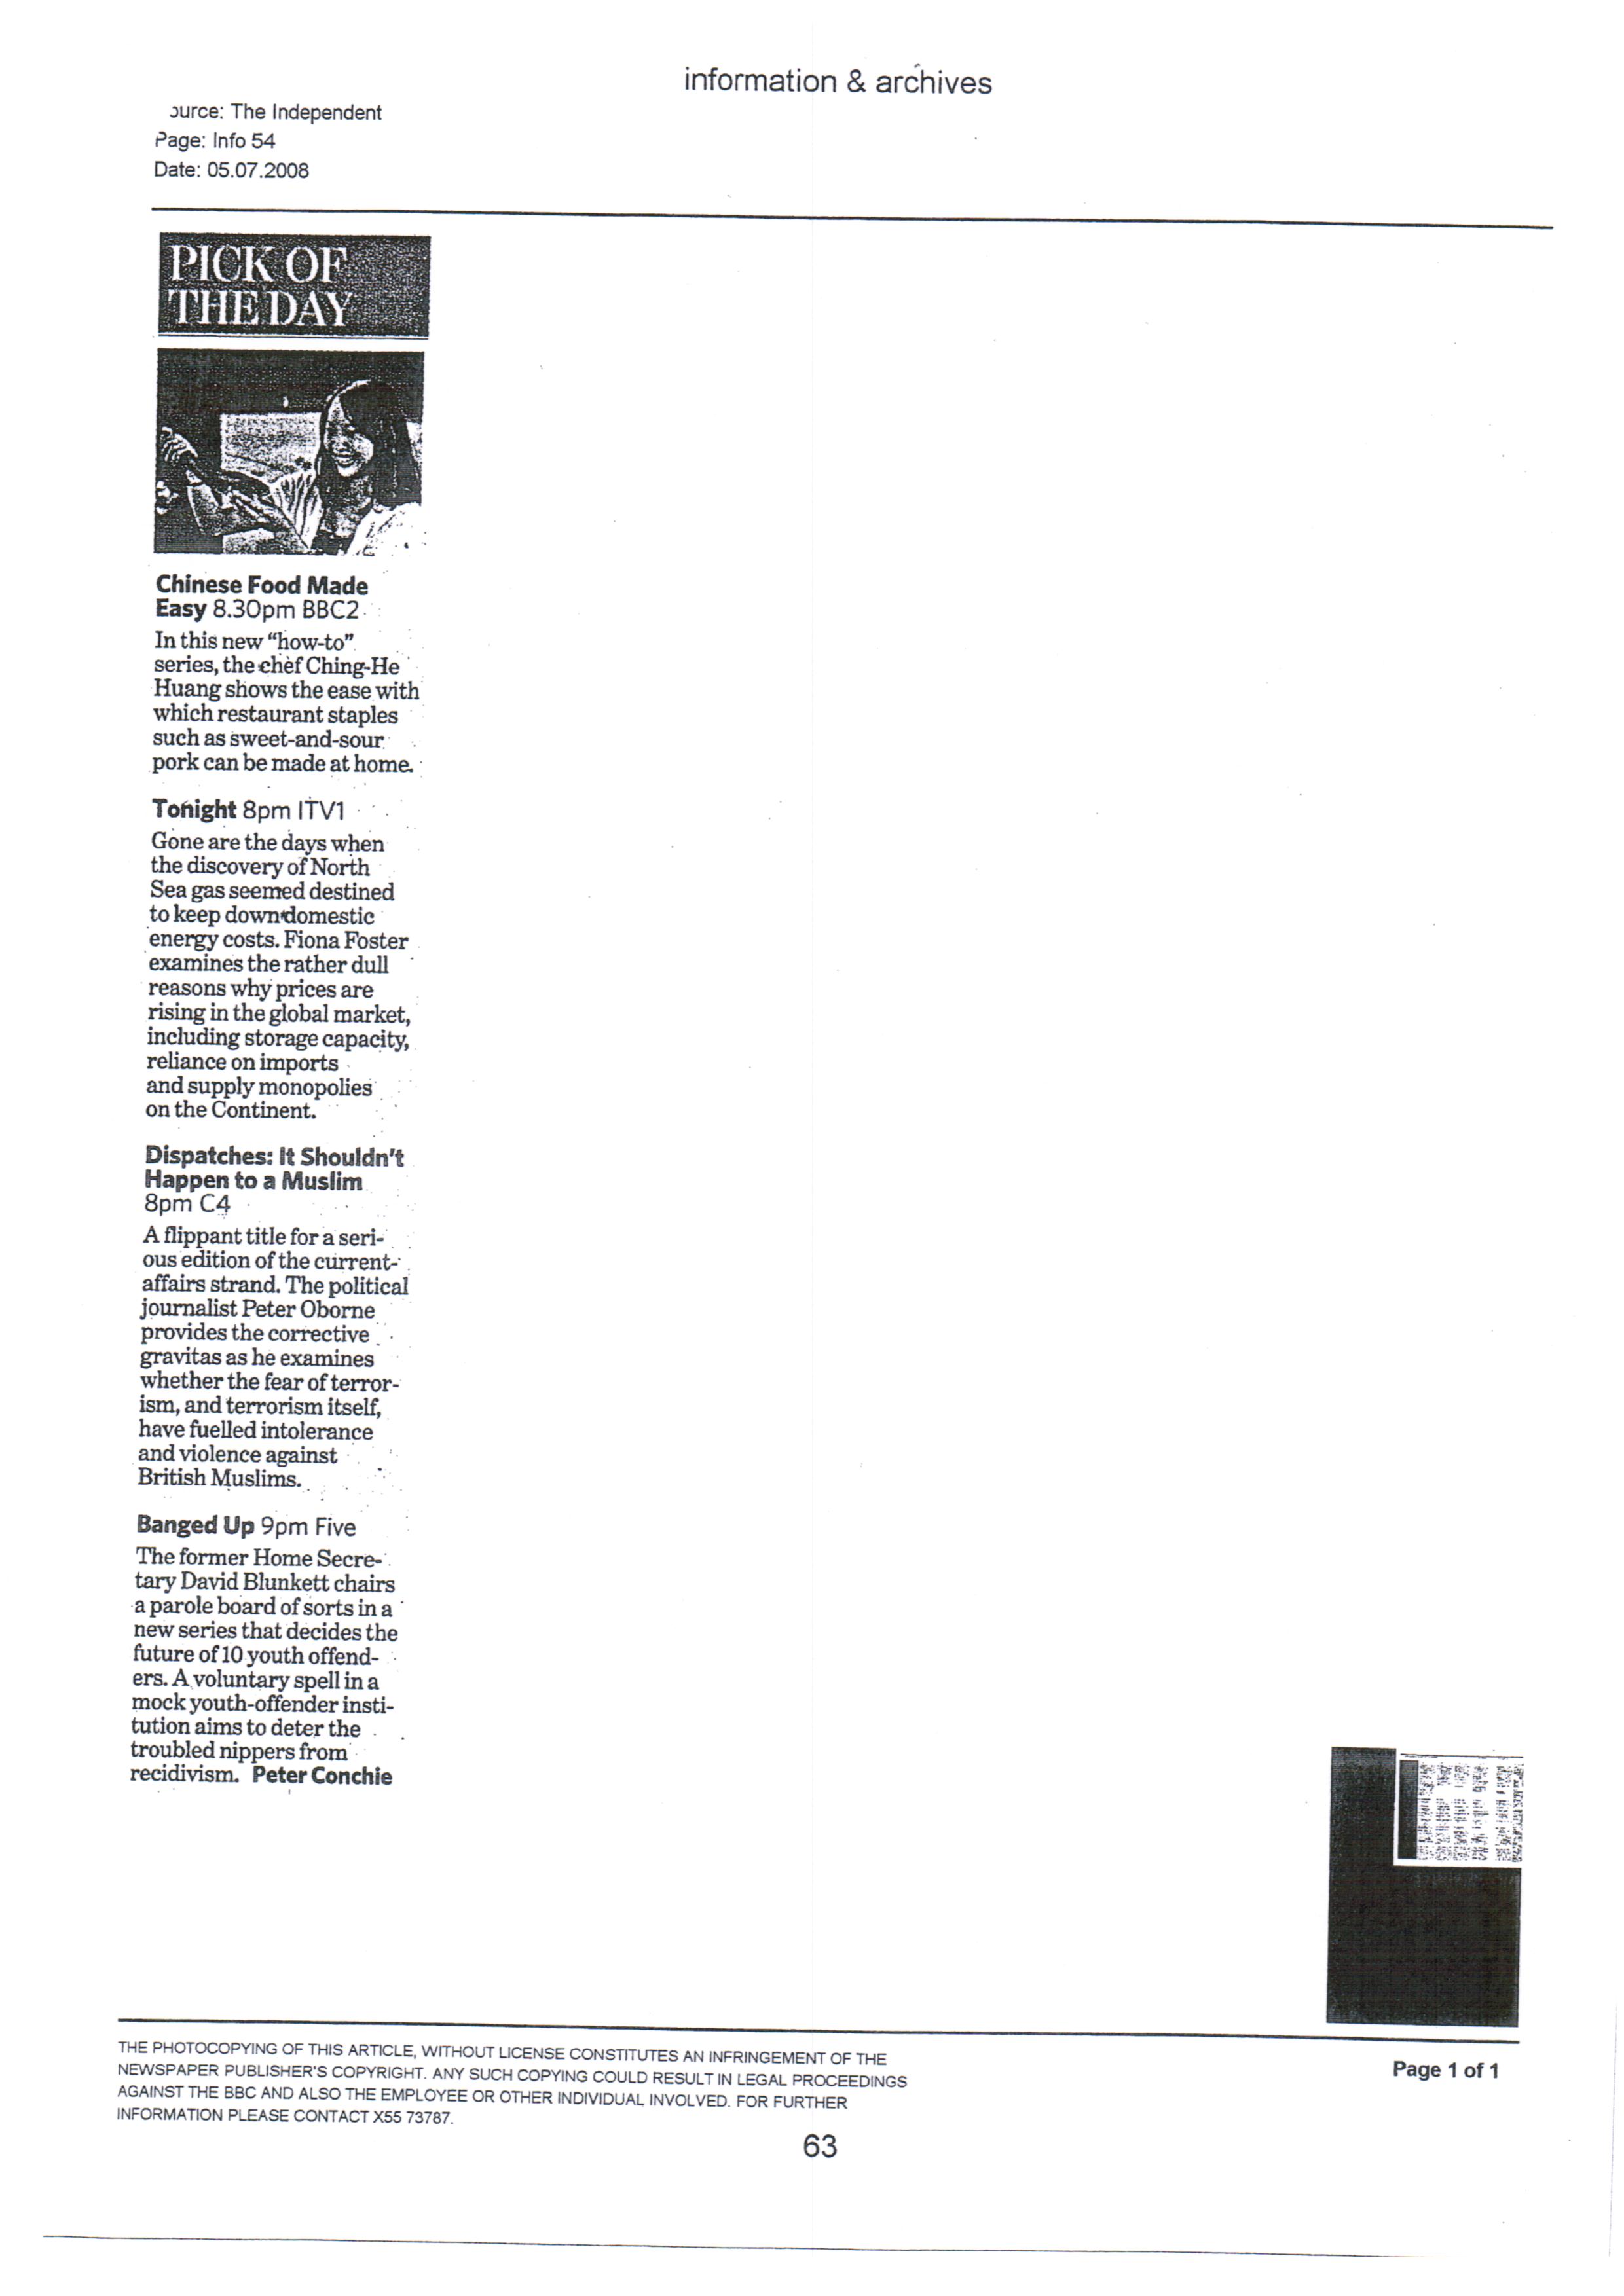 information & archives
ource: The Independent
Page: Info 54
Date: 05.07.2008
PICK OF
THE DAY
Chinese Food Made
Easy 8.30pm BBC2
In this new “how-to”
series, the chef Ching-He
Huang shows the ease with
which restaurant staples
such as sweet-and-sour
pork can be made at home.
Tonight 8pm ITV1
Gone are the days when
the discovery of North
Sea gas seemed destined
to keep down domestic
energy costs. Fiona Foster
examines the rather dull
reasons why prices are
rising in the global market,
including storage capacity,
reliance on imports
and supply monopolies
on the Continent.
Dispatches: It Shouldn't
Happen to a Muslim
8pm C4
A flippant title for a seri-
ous edition of the current-
affairs strand. The political
journalist Peter Oborne
provides the corrective
gravitas as he examines
whether the fear of terror-
ism, and terrorism itself,
have fuelled intolerance
and violence against
British Muslims.
Banged Up 9pm Five
The former Home Secre-
tary David Blunkett chairs
a parole board of sorts in a
new series that decides the
future of 10 youth offend-
ers. A voluntary spell in a
mock youth-offender insti-
tution aims to deter the
troubled nippers from
recidivism. Peter Conchie
THE PHOTOCOPYING OF THIS ARTICLE, WITHOUT LICENSE CONSTITUTES AN INFRINGEMENT OF THE
NEWSPAPER PUBLISHER'S COPYRIGHT. ANY SUCH COPYING COULD RESULT IN LEGAL PROCEEDINGS
AGAINST THE BBC AND ALSO THE EMPLOYEE OR OTHER INDIVIDUAL INVOLVED. FOR FURTHER
INFORMATION PLEASE CONTACT X55 73787.
Page 1 of 1
63